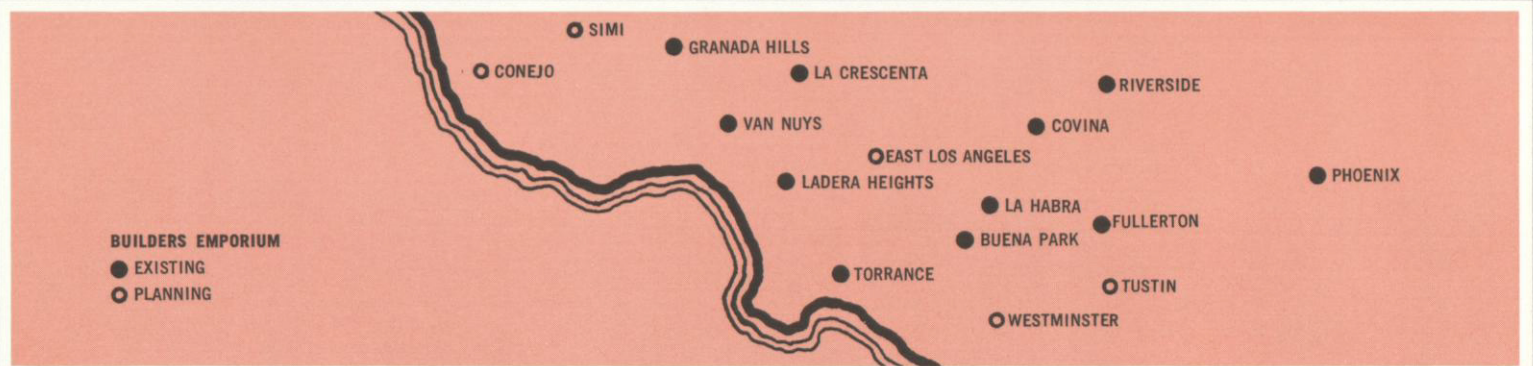 SIMI
GRANADA HILLS
CONEJO
LA CRESCENTA
RIVERSIDE
VAN NUYS
COVINA
EAST LOS ANGELES
LADERA HEIGHTS
PHOENIX
LA HABRA
FULLERTON
BUENA PARK
BUILDERS EMPORIUM
EXISTING
PLANNING
TORRANCE
TUSTIN
WESTMINSTER